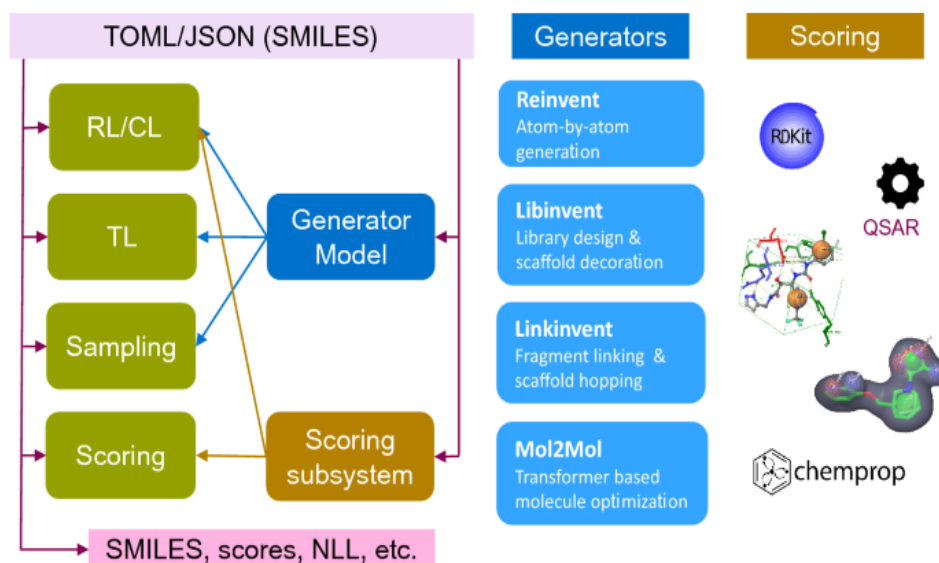 TOML/JSON (SMILES)
RL/CL
TL
Sampling
Scoring
Generator
Model
Scoring
subsystem
SMILES, scores, NLL, etc.
Generators
Reinvent
Atom-by-atom
generation
Libinvent
Library design &
scaffold decoration
Linkinvent
Fragment linking &
scaffold hopping
Mol2Mol
Transformer based
molecule optimization
Scoring
RDKit
QSAR
chemprop